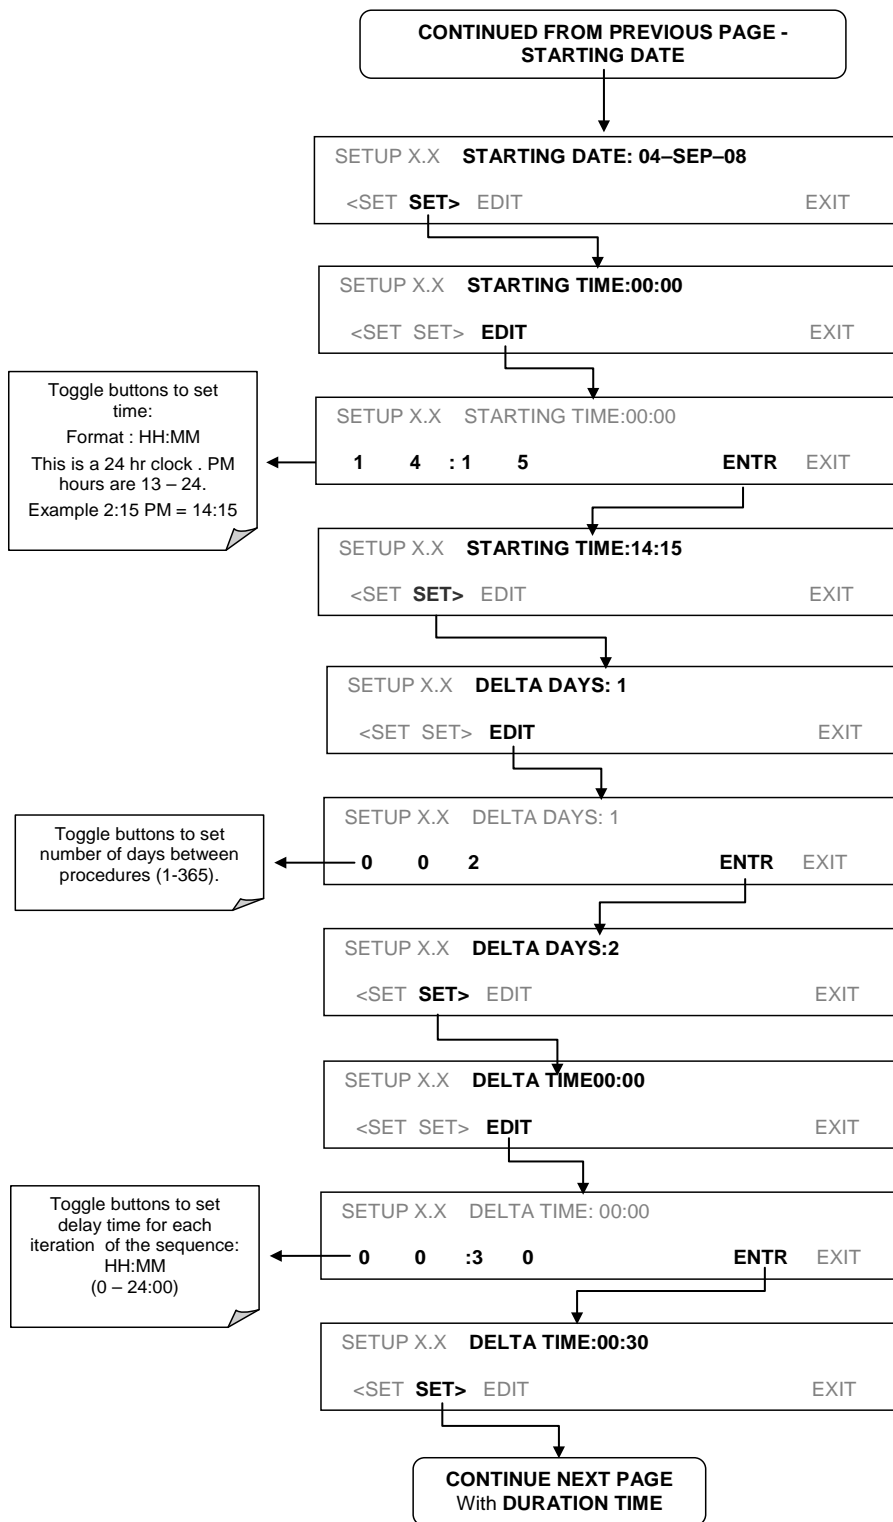 CONTINUED FROM PREVIOUS PAGE -
STARTING DATE
SETUP X.X STARTING DATE: 04–SEP–08
<SET SET> EDIT EXIT
SETUP X.X STARTING TIME:00:00
<SET SET> EDIT EXIT
Toggle buttons to set
time:
Format : HH:MM
This is a 24 hr clock . PM
hours are 13 – 24.
Example 2:15 PM = 14:15
SETUP X.X STARTING TIME:00:00
1 4 : 1 5 ENTR EXIT
SETUP X.X STARTING TIME:14:15
<SET SET> EDIT EXIT
SETUP X.X DELTA DAYS: 1
<SET SET> EDIT EXIT
Toggle buttons to set
number of days between
procedures (1-365).
SETUP X.X DELTA DAYS: 1
0 0 2 ENTR EXIT
SETUP X.X DELTA DAYS:2
<SET SET> EDIT EXIT
SETUP X.X DELTA TIME00:00
<SET SET> EDIT EXIT
Toggle buttons to set
delay time for each
iteration of the sequence:
HH:MM
(0 – 24:00)
SETUP X.X DELTA TIME: 00:00
0 0 :3 0 ENTR EXIT
SETUP X.X DELTA TIME:00:30
<SET SET> EDIT EXIT
CONTINUE NEXT PAGE
With DURATION TIME